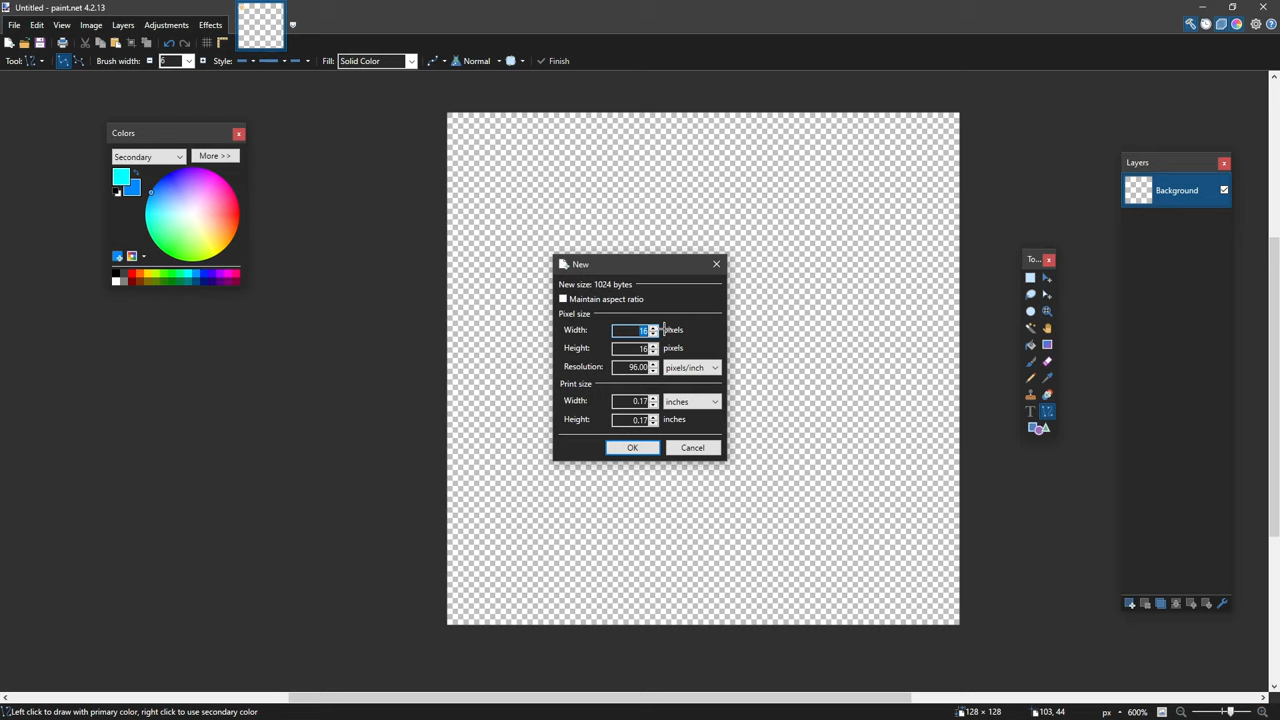 Untitled - paint.net 4.2.13
File Edit View Image Layers Adjustments Effects
Tool: Brush width: 6 Style: Fill: Solid Color Normal Finish
Colors
Secondary More >>
Layers
Background
To...
New
New size: 1024 bytes
Maintain aspect ratio
Pixel size
Width: 16 pixels
Height: 16 pixels
Resolution: 96.00 pixels/inch
Print size
Width: 0.17 inches
Height: 0.17 inches
OK Cancel
Left click to draw with primary color, right click to use secondary color 128 × 128 103, 44 px 600%